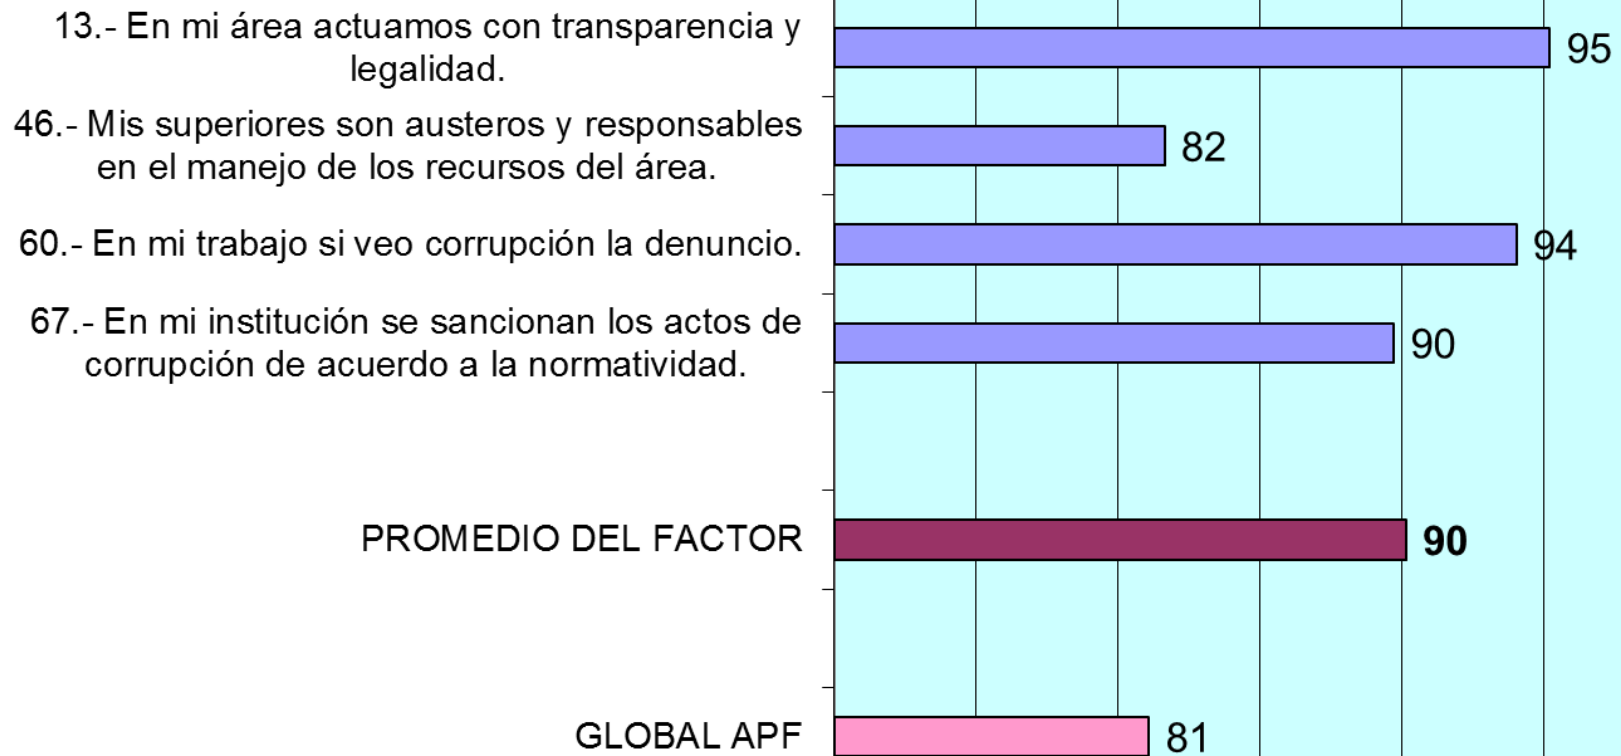 13.- En mi área actuamos con transparencia y
legalidad.
95
46.- Mis superiores son austeros y responsables
en el manejo de los recursos del área.
82
60.- En mi trabajo si veo corrupción la denuncio.
94
67.- En mi institución se sancionan los actos de
corrupción de acuerdo a la normatividad.
90
PROMEDIO DEL FACTOR
90
GLOBAL APF
81